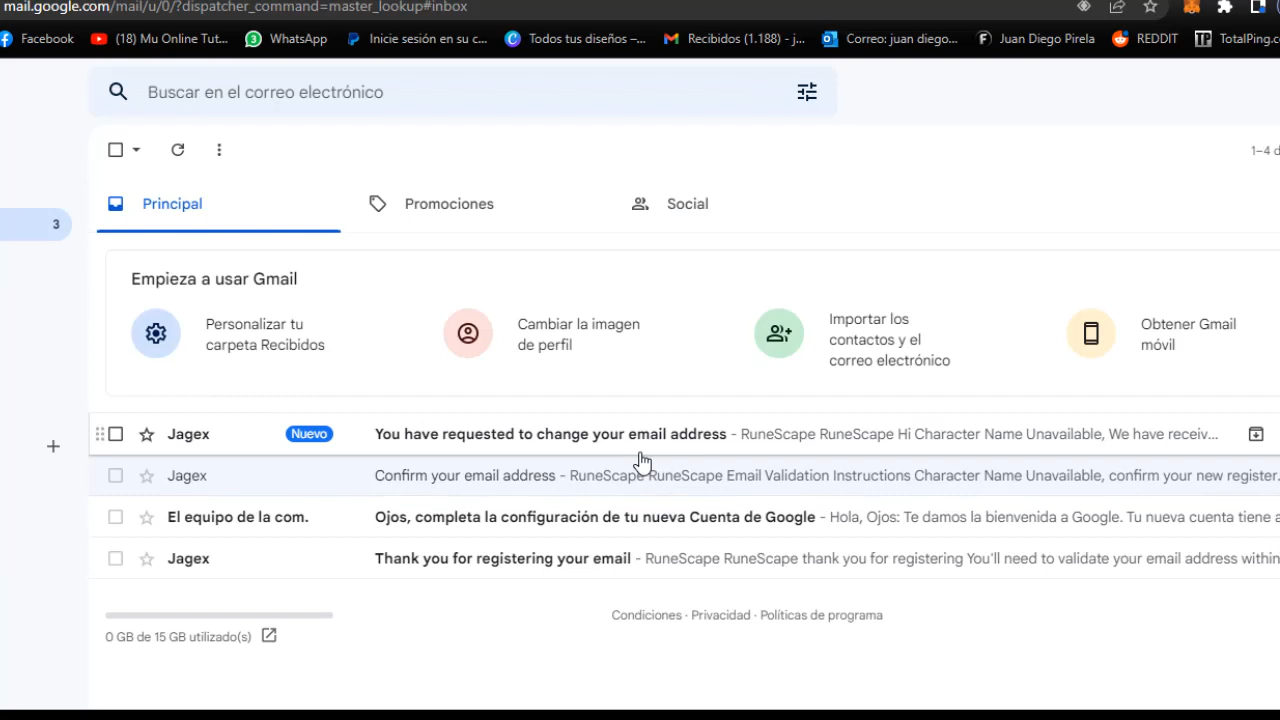 mail.google.com/mail/u/0/?dispatcher_command=master_lookup#inbox
Facebook (18) Mu Online Tut... WhatsApp Inicie sesión en su c... Todos tus diseños –... Recibidos (1.188) - j... Correo: juan diego... Juan Diego Pirela REDDIT TotalPing.c
Buscar en el correo electrónico
1–4 d
Principal Promociones Social
3
Empieza a usar Gmail
Personalizar tu
carpeta Recibidos
Cambiar la imagen
de perfil
Importar los
contactos y el
correo electrónico
Obtener Gmail
móvil
Jagex Nuevo You have requested to change your email address - RuneScape RuneScape Hi Character Name Unavailable, We have receiv...
Jagex Confirm your email address - RuneScape RuneScape Email Validation Instructions Character Name Unavailable, confirm your new register.
El equipo de la com. Ojos, completa la configuración de tu nueva Cuenta de Google - Hola, Ojos: Te damos la bienvenida a Google. Tu nueva cuenta tiene a
Jagex Thank you for registering your email - RuneScape RuneScape thank you for registering You'll need to validate your email address within
Condiciones · Privacidad · Políticas de programa
0 GB de 15 GB utilizado(s)